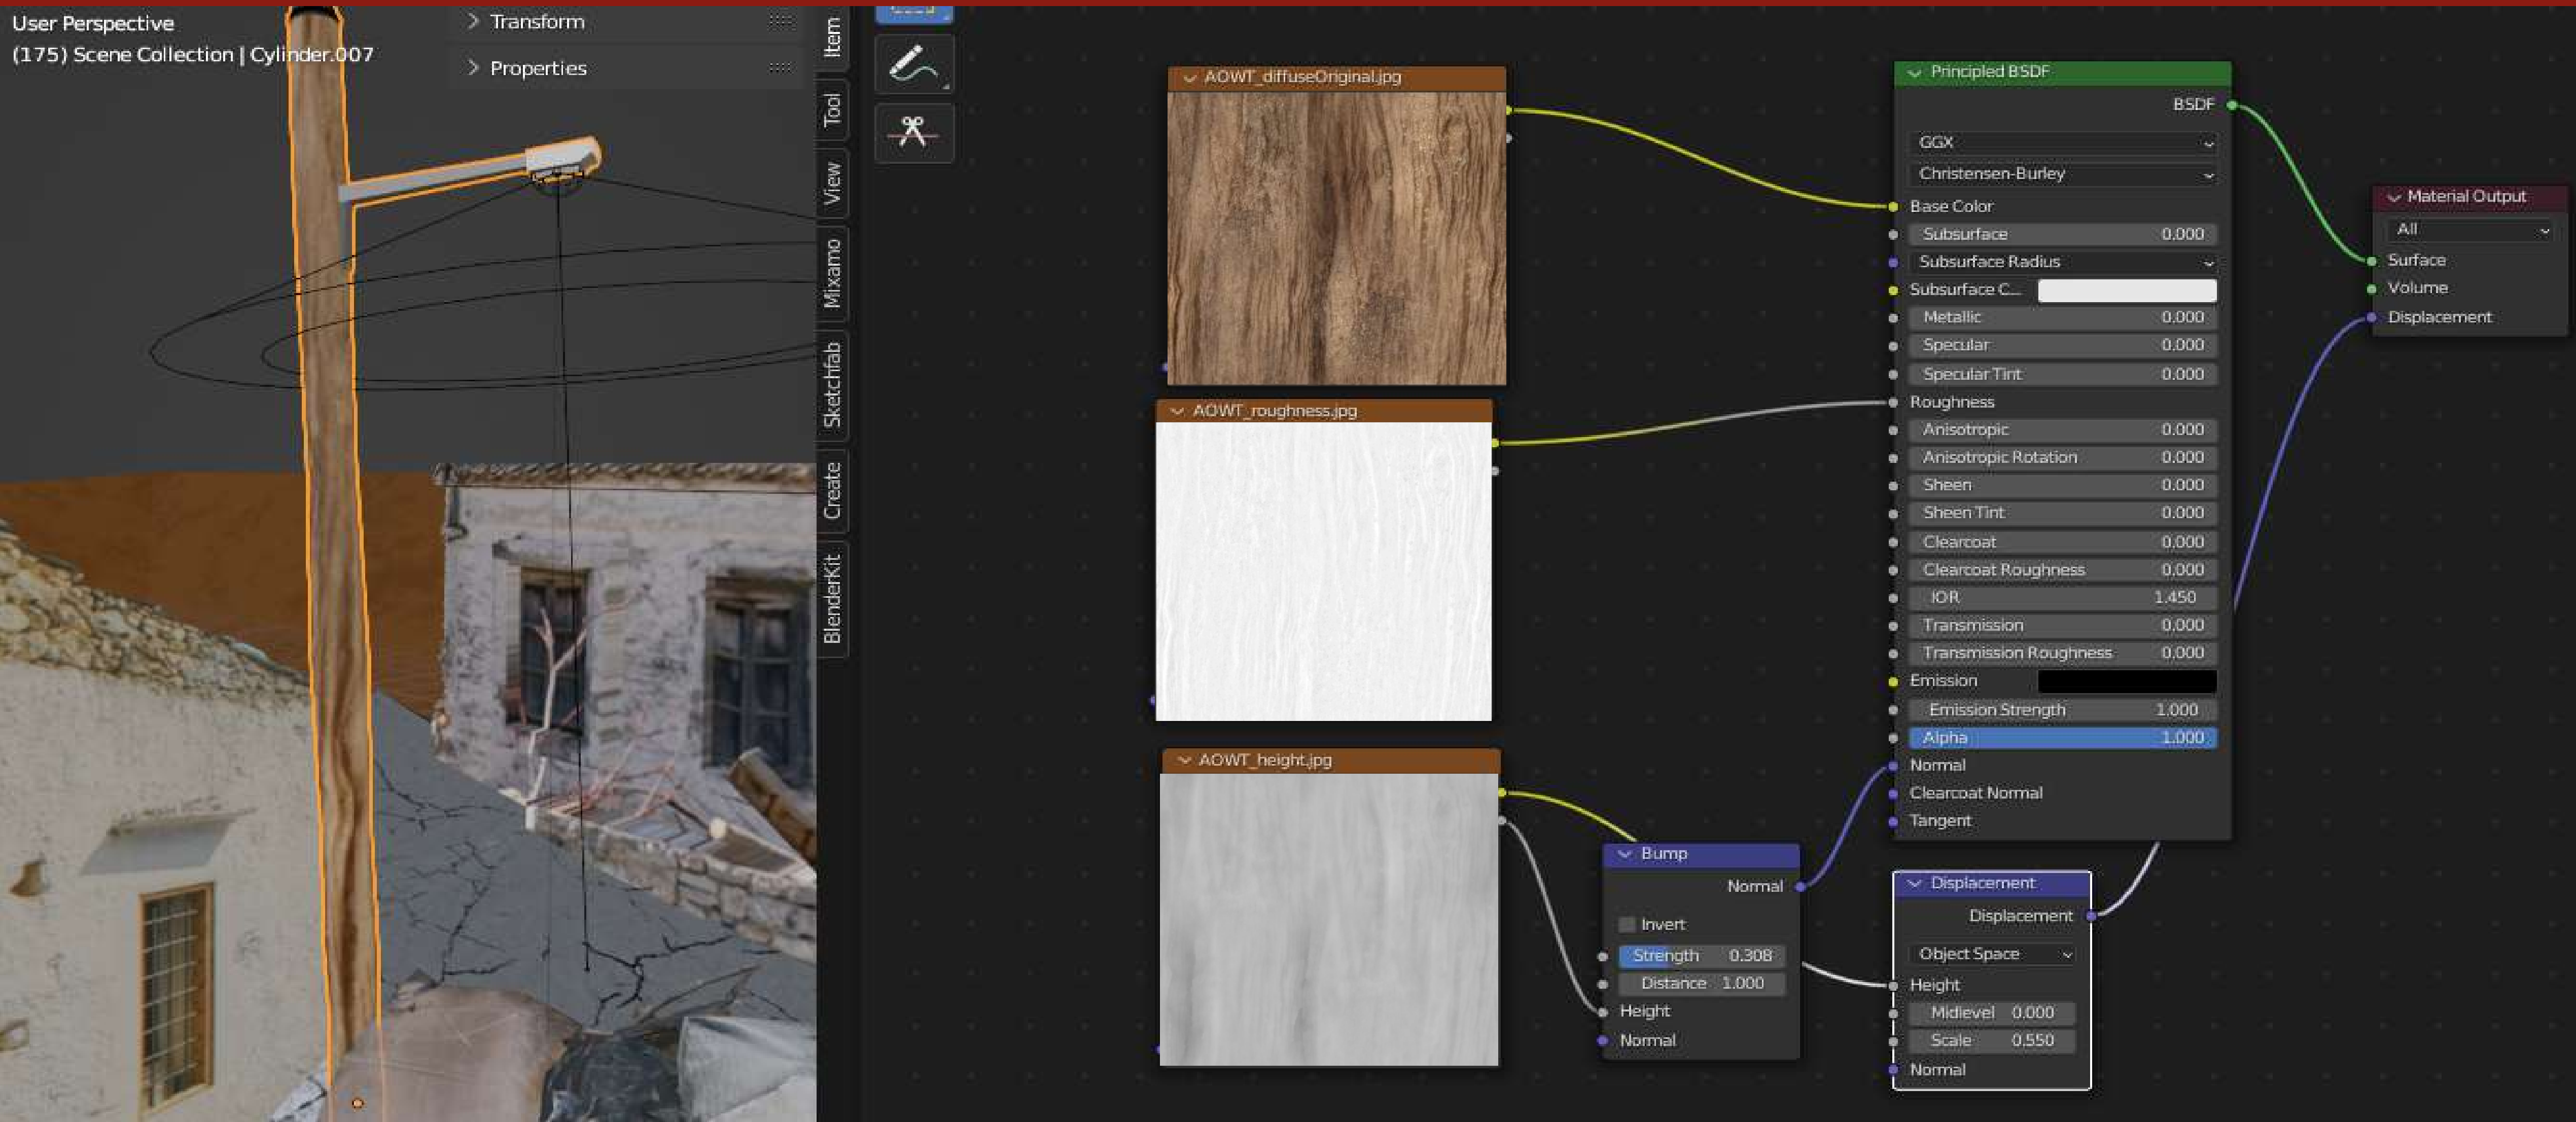 User Perspective
(175) Scene Collection | Cylinder.007
Transform
Properties
Item
Tool
View
Mixamo
Sketchfab
Create
BlenderKit
AOWT_diffuseOriginal.jpg
AOWT_roughness.jpg
AOWT_height.jpg
Bump
Normal
Invert
Strength 0.308
Distance 1.000
Height
Normal
Principled BSDF
BSDF
GGX
Christensen-Burley
Base Color
Subsurface 0.000
Subsurface Radius
Subsurface C...
Metallic 0.000
Specular 0.000
Specular Tint 0.000
Roughness
Anisotropic 0.000
Anisotropic Rotation 0.000
Sheen 0.000
Sheen Tint 0.000
Clearcoat 0.000
Clearcoat Roughness 0.000
IOR 1.450
Transmission 0.000
Transmission Roughness 0.000
Emission
Emission Strength 1.000
Alpha 1.000
Normal
Clearcoat Normal
Tangent
Displacement
Displacement
Object Space
Height
Midlevel 0.000
Scale 0.550
Normal
Material Output
All
Surface
Volume
Displacement